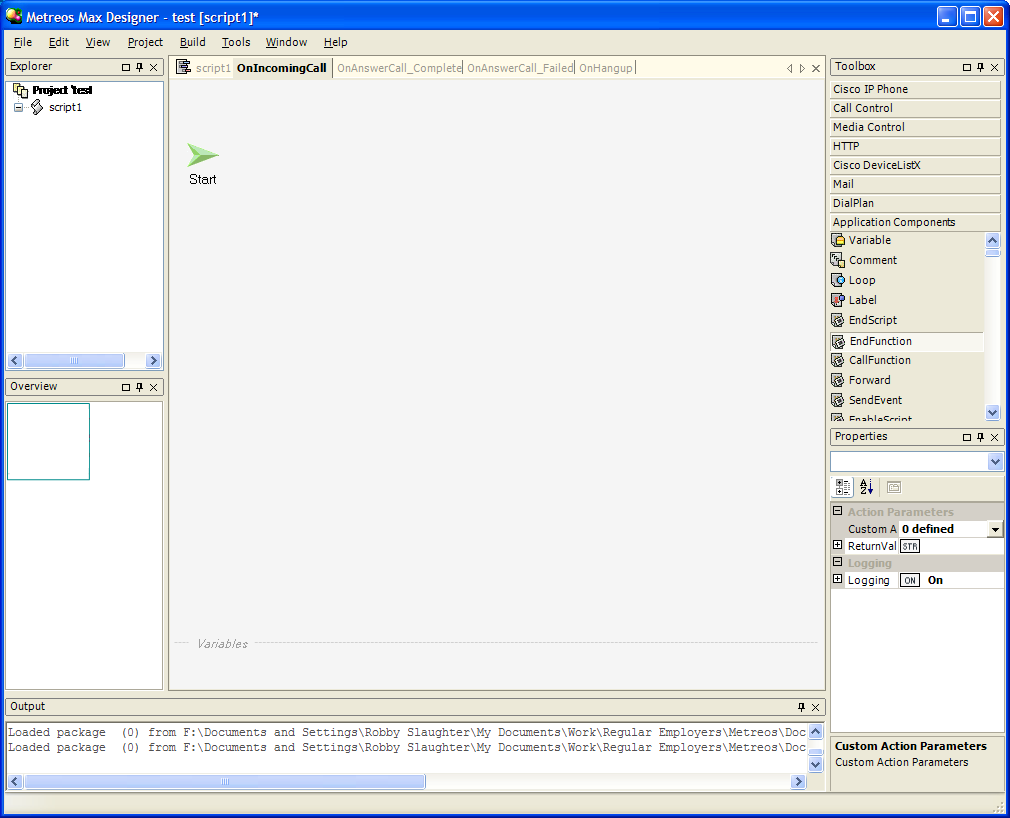 Metreos Max Designer - test [script1]*
File Edit View Project Build Tools Window Help
Explorer
Project 'test'
script1
Overview
script1 OnIncomingCall OnAnswerCall_Complete OnAnswerCall_Failed OnHangup
Start
Variables
Toolbox
Cisco IP Phone
Call Control
Media Control
HTTP
Cisco DeviceListX
Mail
DialPlan
Application Components
Variable
Comment
Loop
Label
EndScript
EndFunction
CallFunction
Forward
SendEvent
EnableScript
Properties
Action Parameters
Custom A 0 defined
ReturnVal STR
Logging
Logging ON On
Custom Action Parameters
Custom Action Parameters
Output
Loaded package (0) from F:\Documents and Settings\Robby Slaughter\My Documents\Work\Regular Employers\Metreos\Doc
Loaded package (0) from F:\Documents and Settings\Robby Slaughter\My Documents\Work\Regular Employers\Metreos\Doc